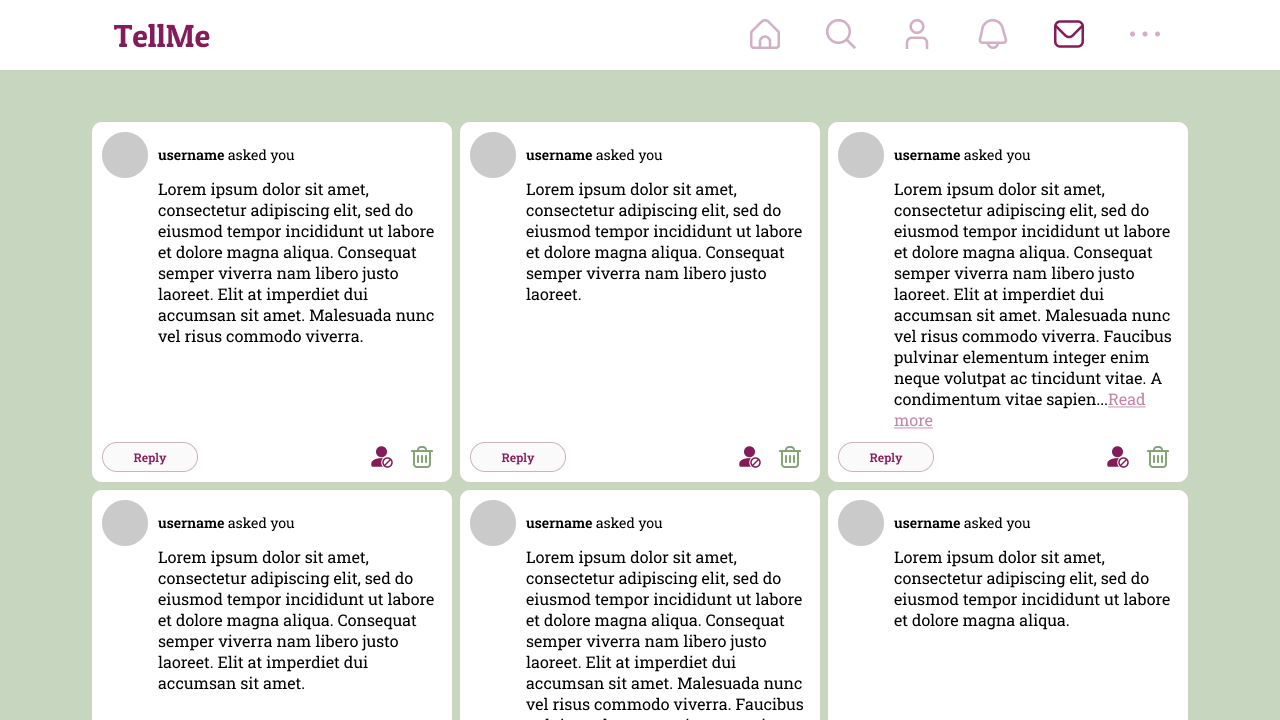 TellMe
username asked you
Lorem ipsum dolor sit amet,
consectetur adipiscing elit, sed do
eiusmod tempor incididunt ut labore
et dolore magna aliqua. Consequat
semper viverra nam libero justo
laoreet. Elit at imperdiet dui
accumsan sit amet. Malesuada nunc
vel risus commodo viverra.
Reply
username asked you
Lorem ipsum dolor sit amet,
consectetur adipiscing elit, sed do
eiusmod tempor incididunt ut labore
et dolore magna aliqua. Consequat
semper viverra nam libero justo
laoreet.
Reply
username asked you
Lorem ipsum dolor sit amet,
consectetur adipiscing elit, sed do
eiusmod tempor incididunt ut labore
et dolore magna aliqua. Consequat
semper viverra nam libero justo
laoreet. Elit at imperdiet dui
accumsan sit amet. Malesuada nunc
vel risus commodo viverra. Faucibus
pulvinar elementum integer enim
neque volutpat ac tincidunt vitae. A
condimentum vitae sapien...Read
more
Reply
username asked you
Lorem ipsum dolor sit amet,
consectetur adipiscing elit, sed do
eiusmod tempor incididunt ut labore
et dolore magna aliqua. Consequat
semper viverra nam libero justo
laoreet. Elit at imperdiet dui
accumsan sit amet.
username asked you
Lorem ipsum dolor sit amet,
consectetur adipiscing elit, sed do
eiusmod tempor incididunt ut labore
et dolore magna aliqua. Consequat
semper viverra nam libero justo
laoreet. Elit at imperdiet dui
accumsan sit amet. Malesuada nunc
vel risus commodo viverra. Faucibus
username asked you
Lorem ipsum dolor sit amet,
consectetur adipiscing elit, sed do
eiusmod tempor incididunt ut labore
et dolore magna aliqua.